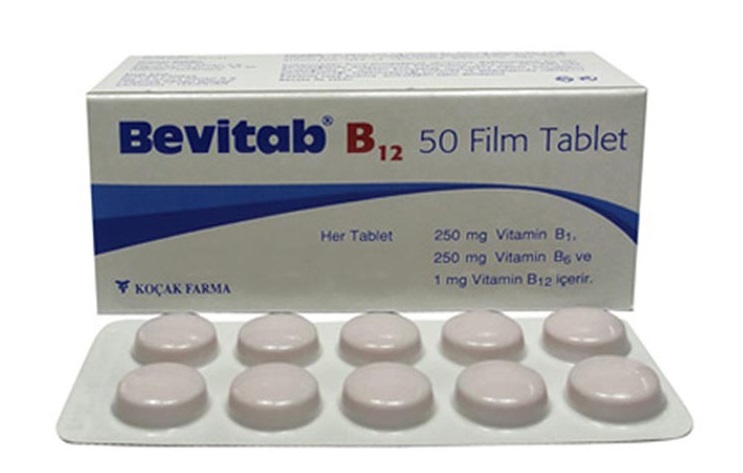 Bevitab® B12 50 Film Tablet
Her Tablet 250 mg Vitamin B1,
250 mg Vitamin B6 ve
1 mg Vitamin B12 içerir.
KOÇAK FARMA